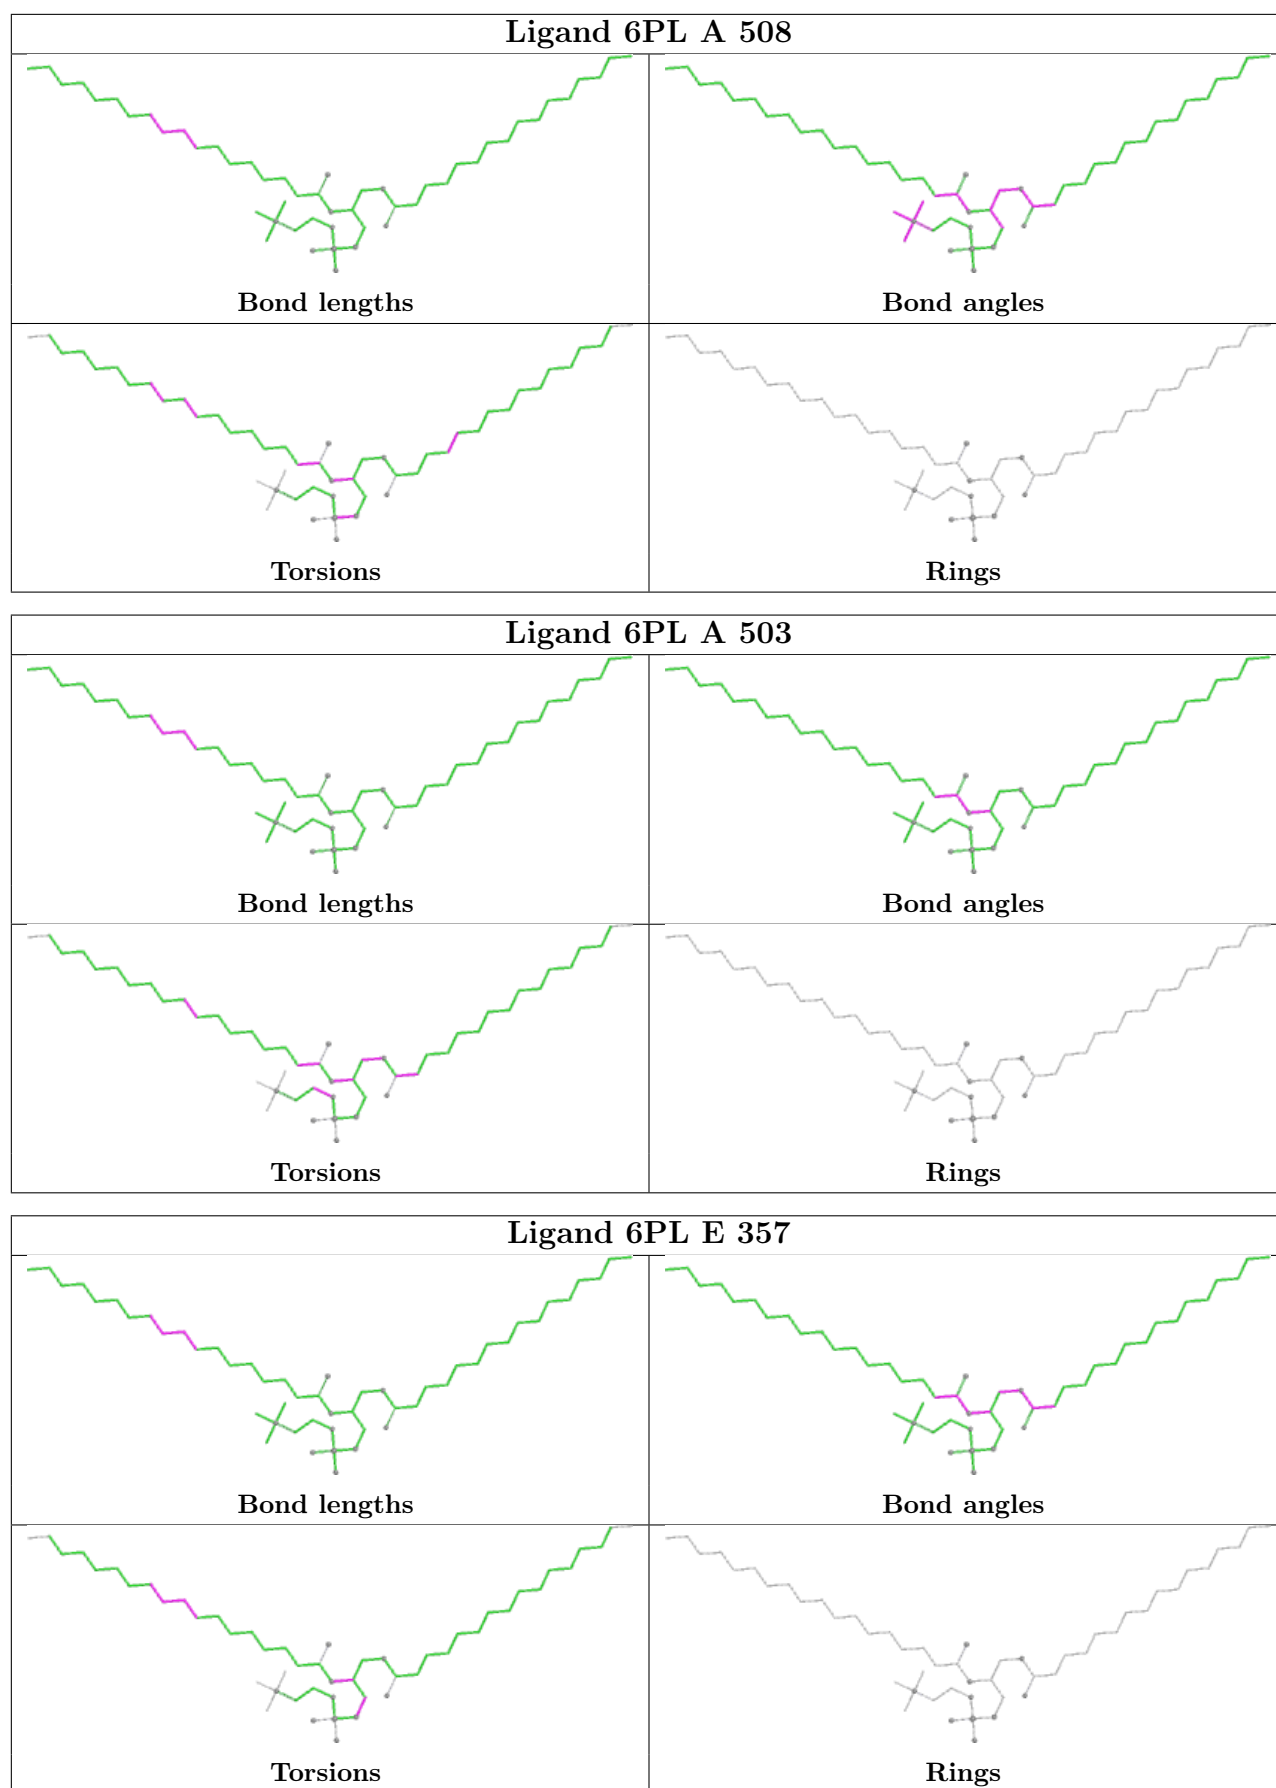 Ligand 6PL A 508
Bond lengths
Bond angles
Torsions
Rings
Ligand 6PL A 503
Bond lengths
Bond angles
Torsions
Rings
Ligand 6PL E 357
Bond lengths
Bond angles
Torsions
Rings